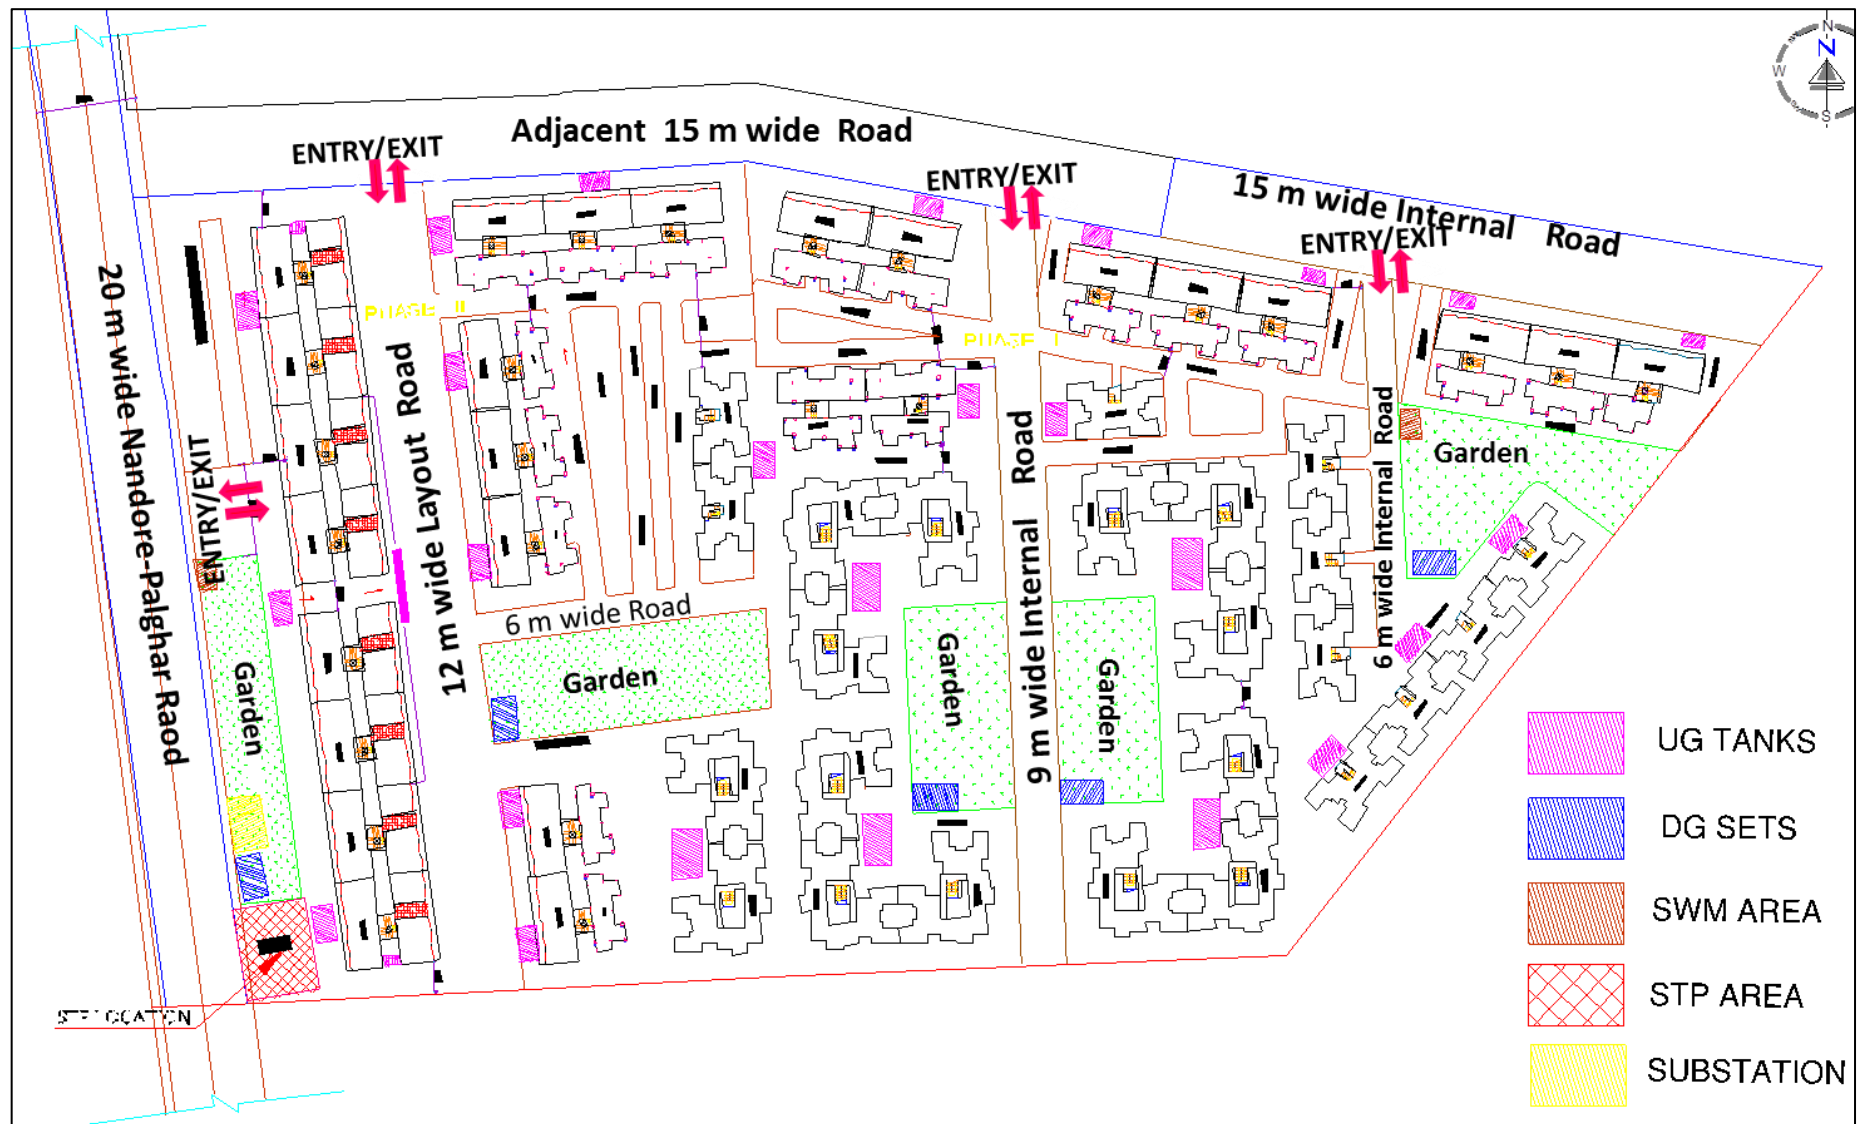 N
W
S
Adjacent 15 m wide Road
ENTRY/EXIT
ENTRY/EXIT
15 m wide Internal Road
ENTRY/EXIT
20 m wide Nandore-Palghar Raod
PHASE II
PHASE I
12 m wide Layout Road
ENTRY/EXIT
9 m wide Internal Road
6 m wide Internal Road
Garden
6 m wide Road
Garden
Garden
Garden
Garden
STP LOCATION
UG TANKS
DG SETS
SWM AREA
STP AREA
SUBSTATION